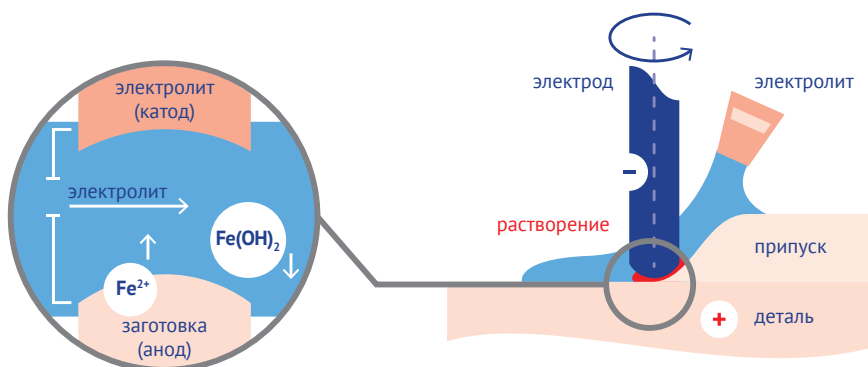 электролит
(катод)
электролит
Fe(OH)₂
Fe²⁺
заготовка
(анод)
электрод
электролит
-
растворение
припуск
+
деталь